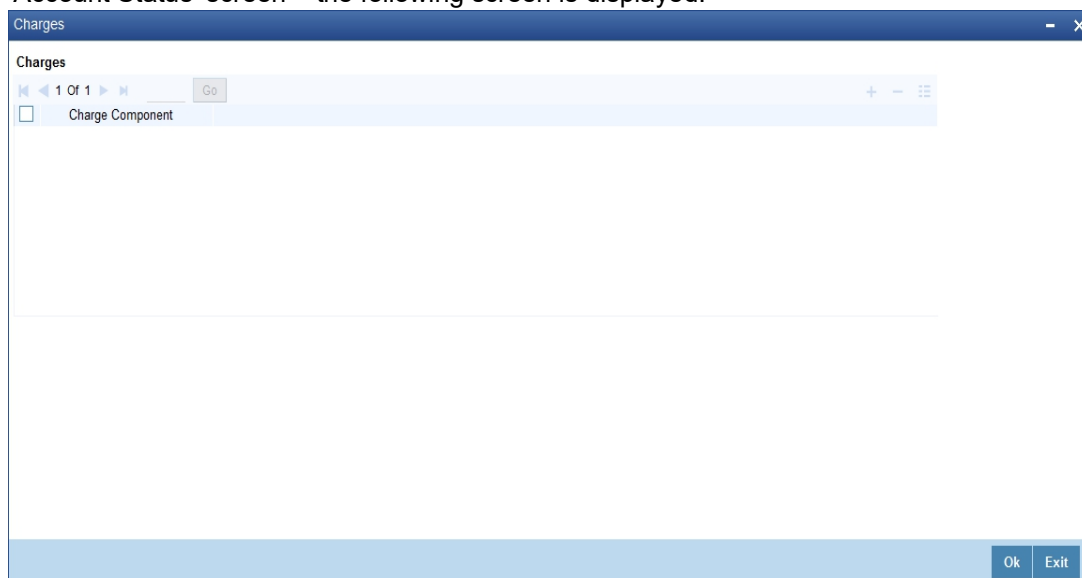 'Account Status' screen – the following screen is displayed.
Charges
Charges
1 Of 1 Go
Charge Component
Ok Exit